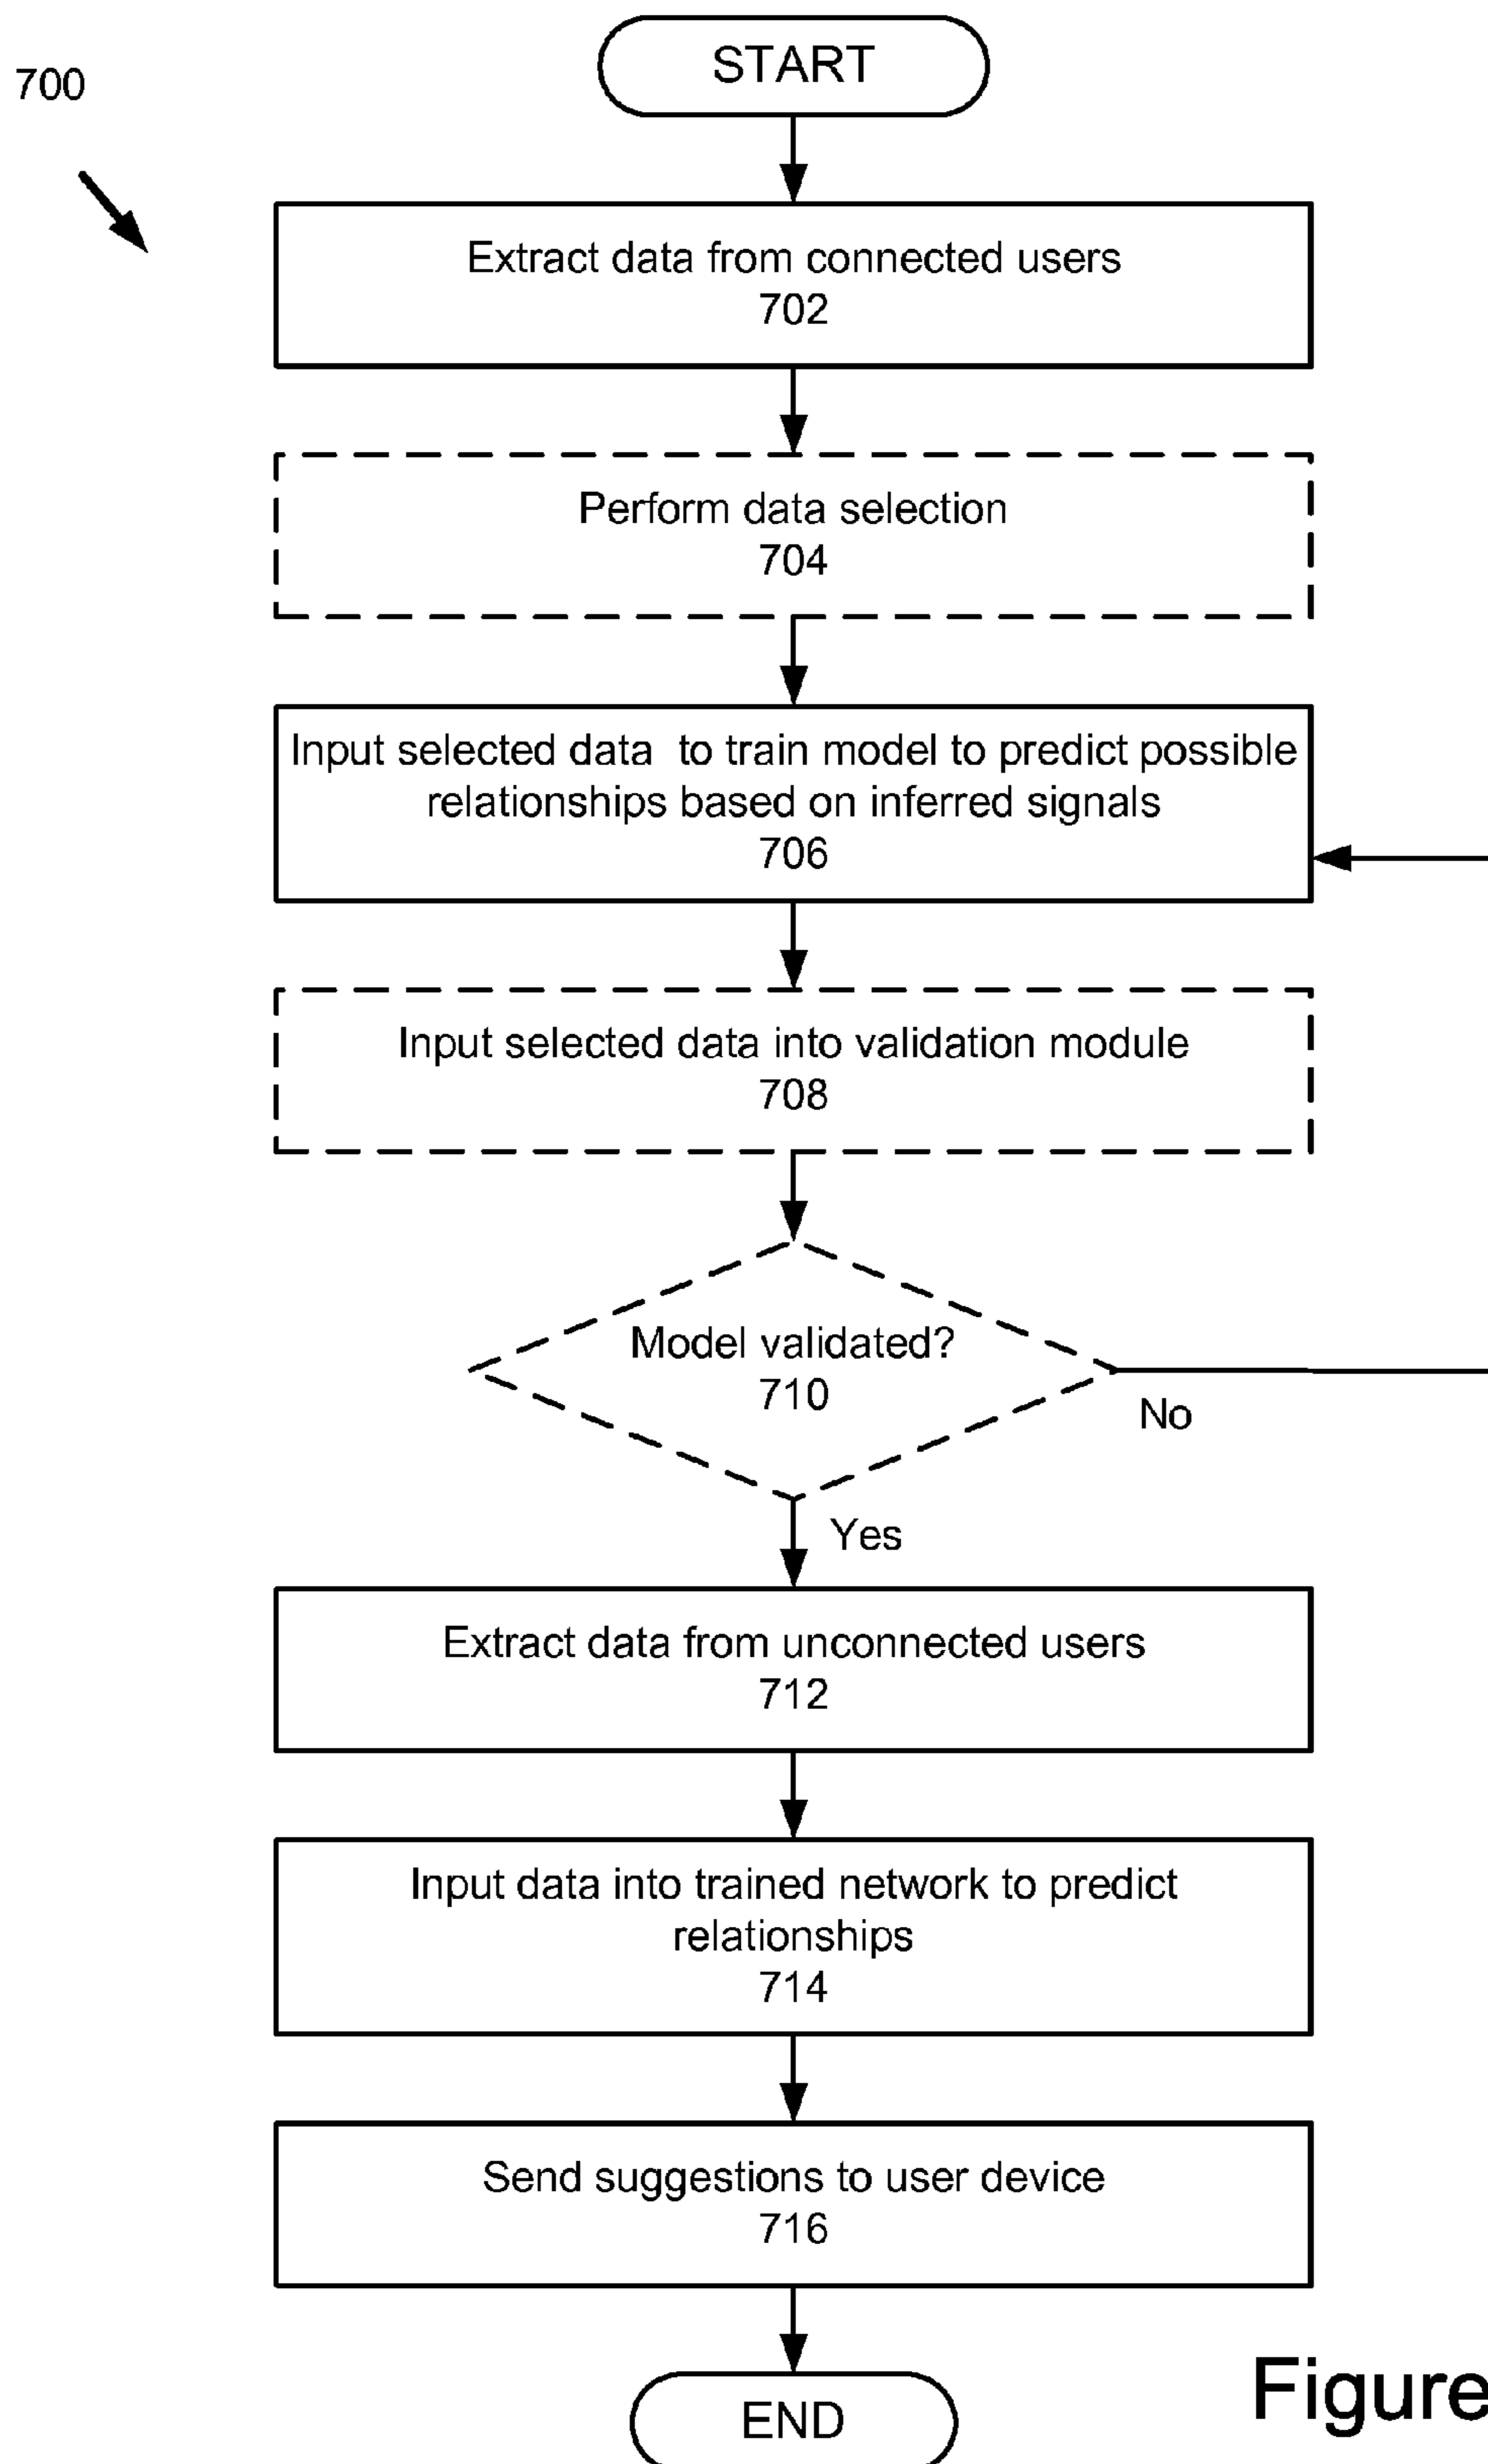 700
START
Extract data from connected users
702
Perform data selection
704
Input selected data to train model to predict possible
relationships based on inferred signals
706
Input selected data into validation module
708
Model validated?
710
No
Yes
Extract data from unconnected users
712
Input data into trained network to predict
relationships
714
Send suggestions to user device
716
END
Figure